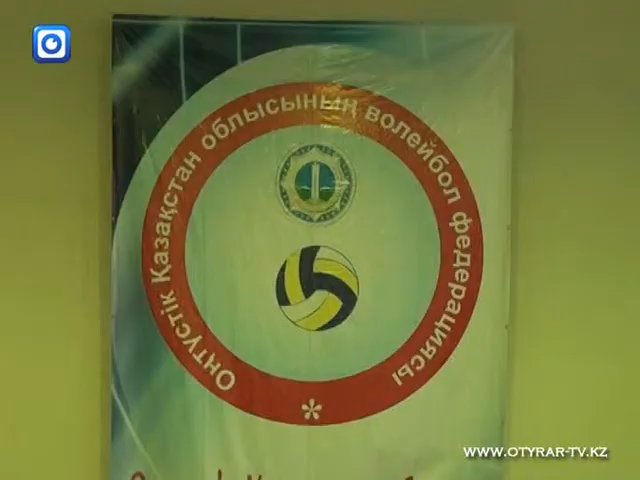 Оңтүстік Қазақстан облысының волейбол федерациясы
WWW.OTYRAR-TV.KZ